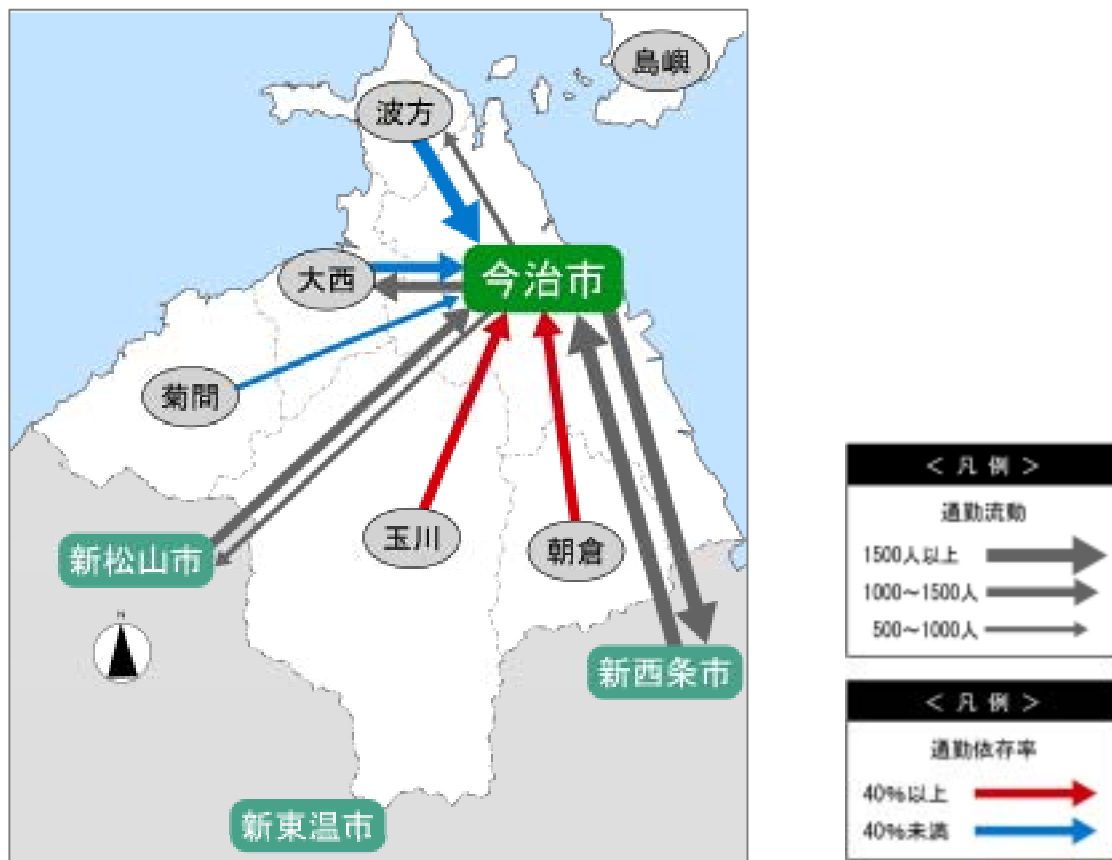 島嶼
波方
今治市
大西
菊間
玉川
朝倉
新松山市
N
新西条市
新東温市
＜ 凡 例 ＞
通勤流動
1500人以上
1000～1500人
500～1000人
＜ 凡 例 ＞
通勤依存率
40%以上
40%未満